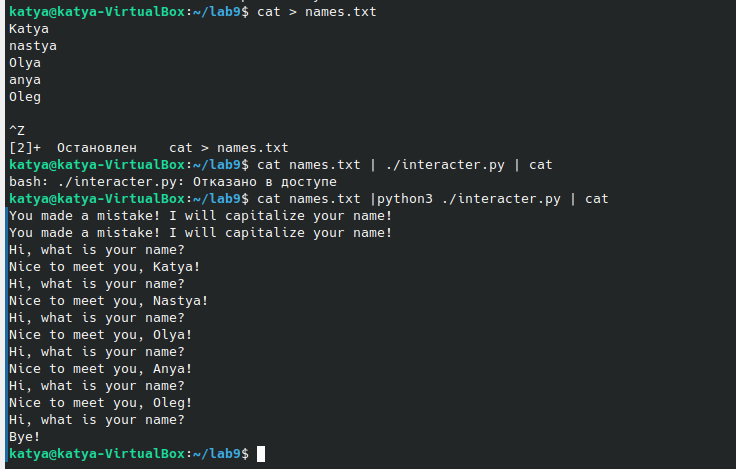 katya@katya-VirtualBox:~/lab9$ cat > names.txt
Katya
nastya
Olya
anya
Oleg
^Z
[2]+  Остановлен    cat > names.txt
katya@katya-VirtualBox:~/lab9$ cat names.txt | ./interacter.py | cat
bash: ./interacter.py: Отказано в доступе
katya@katya-VirtualBox:~/lab9$ cat names.txt |python3 ./interacter.py | cat
You made a mistake! I will capitalize your name!
You made a mistake! I will capitalize your name!
Hi, what is your name?
Nice to meet you, Katya!
Hi, what is your name?
Nice to meet you, Nastya!
Hi, what is your name?
Nice to meet you, Olya!
Hi, what is your name?
Nice to meet you, Anya!
Hi, what is your name?
Nice to meet you, Oleg!
Hi, what is your name?
Bye!
katya@katya-VirtualBox:~/lab9$